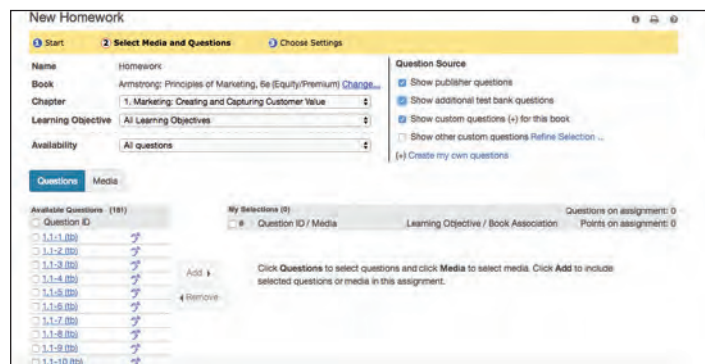 New Homework
1 Start 2 Select Media and Questions 3 Choose Settings
Name Homework
Book Armstrong: Principles of Marketing, 6e (Equity/Premium) Change...
Chapter 1. Marketing: Creating and Capturing Customer Value
Learning Objective All Learning Objectives
Availability All questions
Question Source
Show publisher questions
Show additional test bank questions
Show custom questions (+) for this book
Show other custom questions Refine Selection ...
(+) Create my own questions
Questions Media
Available Questions (181)
Question ID
1.1-1 (tb)
1.1-2 (tb)
1.1-3 (tb)
1.1-4 (tb)
1.1-5 (tb)
1.1-6 (tb)
1.1-7 (tb)
1.1-8 (tb)
1.1-9 (tb)
1.1-10 (tb)
Add
Remove
My Selections (0) Questions on assignment: 0
# Question ID / Media Learning Objective / Book Association Points on assignment: 0
Click Questions to select questions and click Media to select media. Click Add to include
selected questions or media in this assignment.